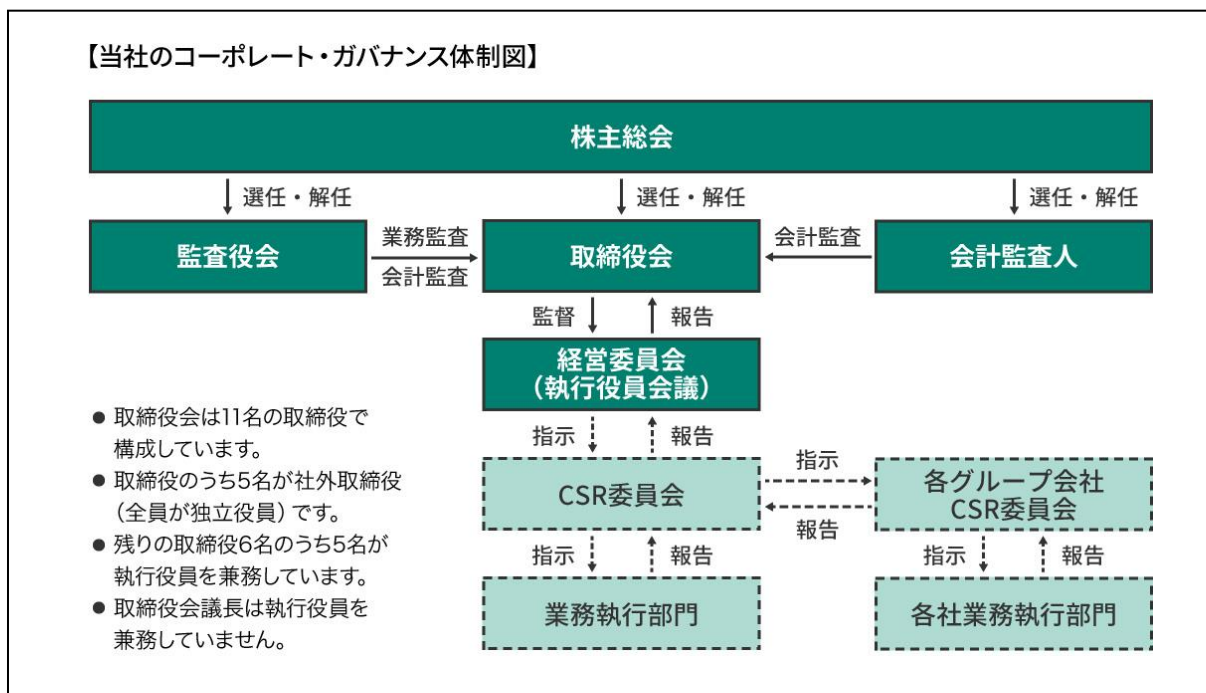 【当社のコーポレート・ガバナンス体制図】
株主総会
選任・解任
選任・解任
選任・解任
監査役会
業務監査
会計監査
取締役会
会計監査
会計監査人
監督
報告
経営委員会
(執行役員会議)
指示
報告
CSR委員会
指示
報告
各グループ会社
CSR委員会
指示
報告
指示
報告
業務執行部門
各社業務執行部門
● 取締役会は11名の取締役で
構成しています。
● 取締役のうち5名が社外取締役
(全員が独立役員)です。
● 残りの取締役6名のうち5名が
執行役員を兼務しています。
● 取締役会議長は執行役員を
兼務していません。